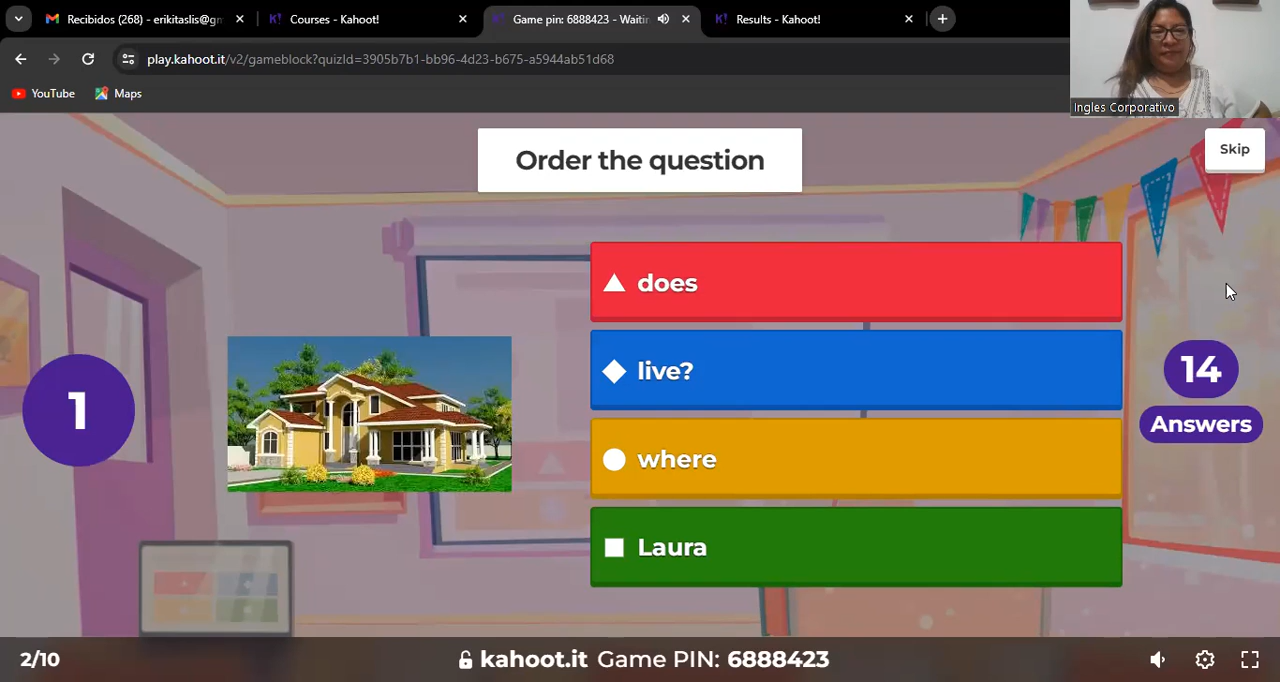 Recibidos (268) - erikitaslis@gm
Courses - Kahoot!
Game pin: 6888423 - Waitin
Results - Kahoot!
play.kahoot.it/v2/gameblock?quizId=3905b7b1-bb96-4d23-b675-a5944ab51d68
YouTube
Maps
Ingles Corporativo
Order the question
Skip
does
live?
where
Laura
1
14
Answers
2/10
kahoot.it Game PIN: 6888423